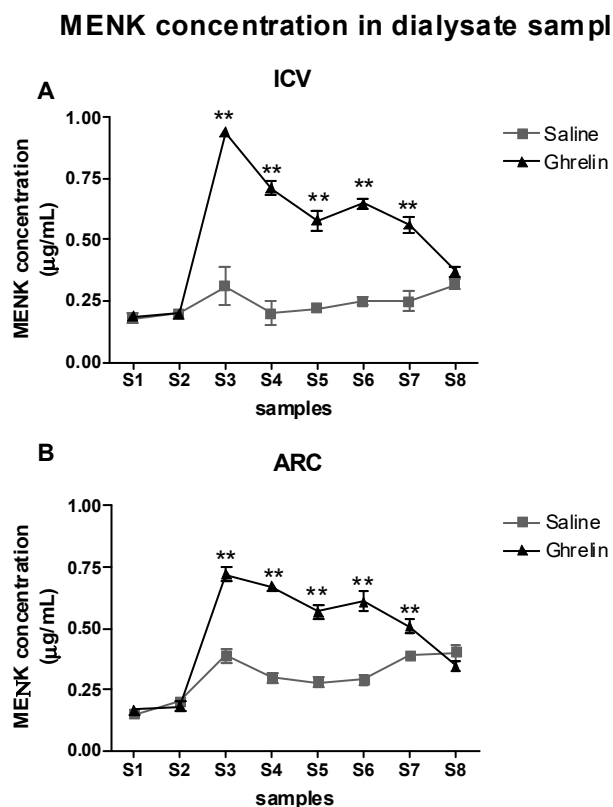 MENK concentration in dialysate sampl
ICV
A
1.00
0.75
0.50
0.25
0.00
MENK concentration
(µg/mL)
** ** ** ** **
Saline
Ghrelin
S1 S2 S3 S4 S5 S6 S7 S8
samples
B
ARC
1.00
0.75
0.50
0.25
0.00
MENK concentration
(µg/mL)
** ** ** ** **
Saline
Ghrelin
S1 S2 S3 S4 S5 S6 S7 S8
samples